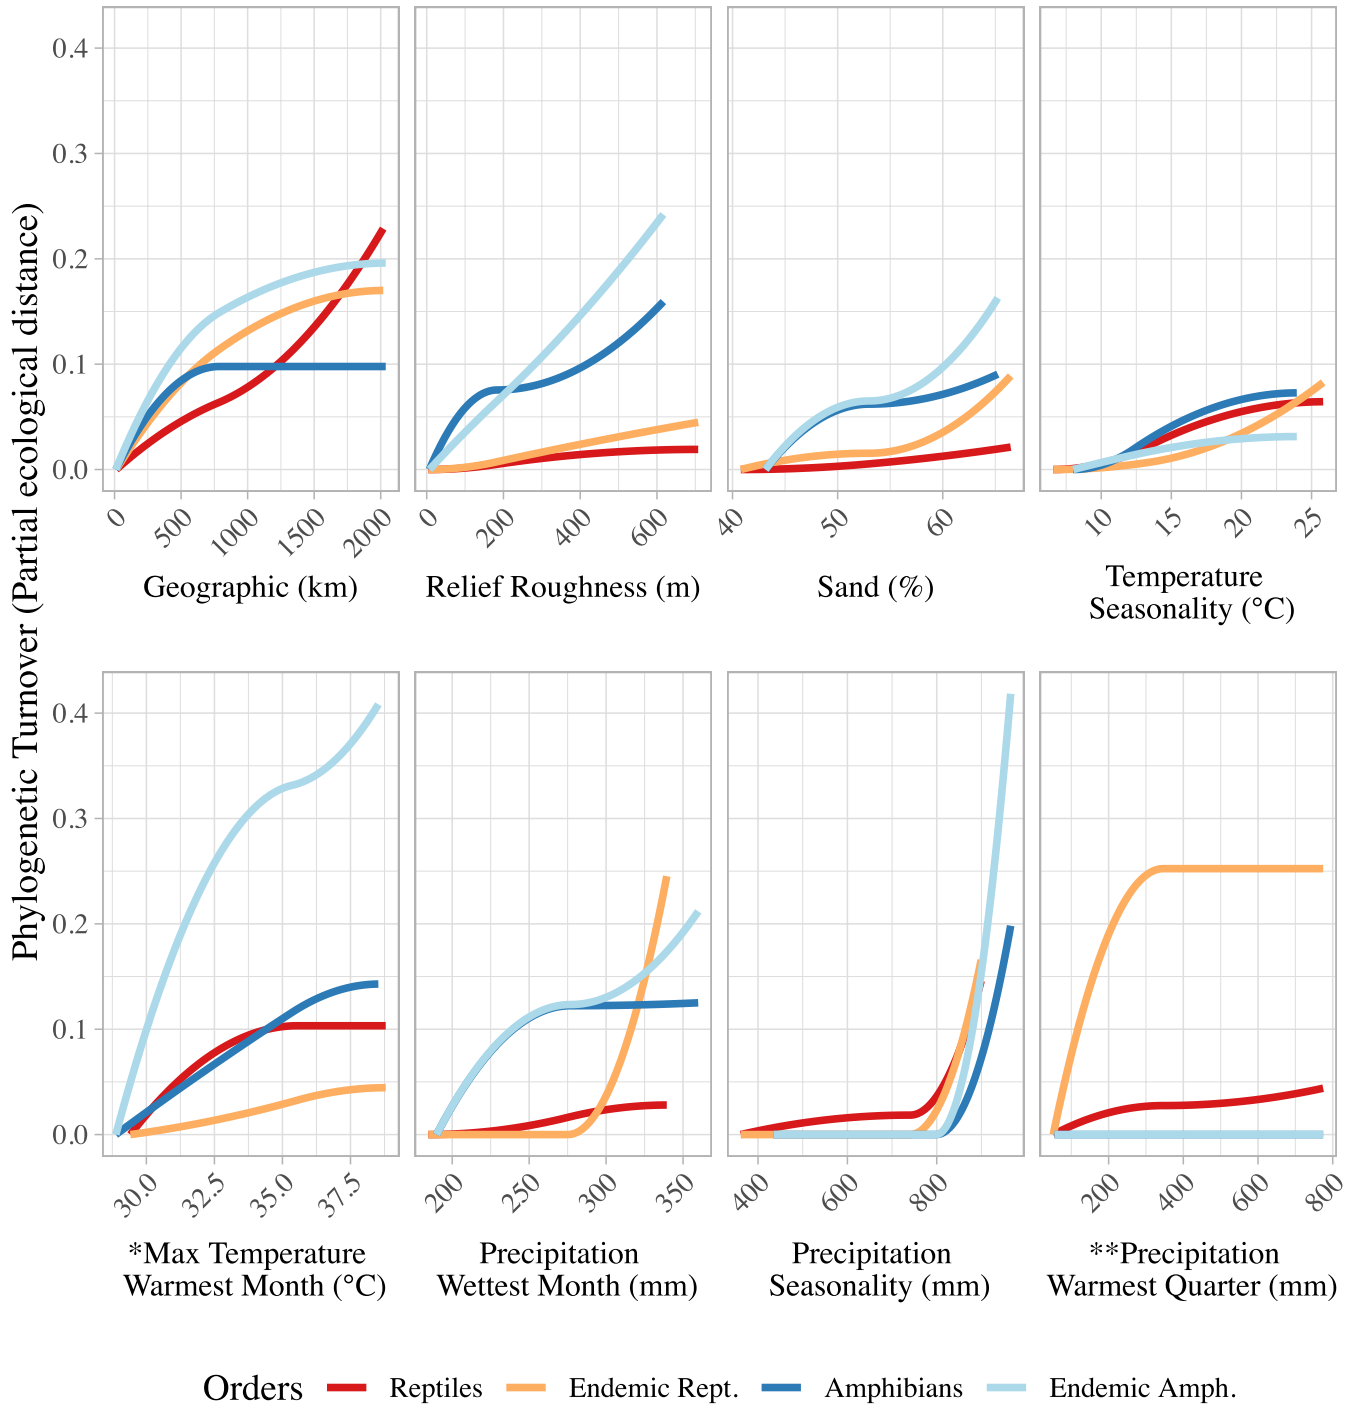 Phylogenetic Turnover (Partial ecological distance)
0.4
0.3
0.2
0.1
0.0
0 500 1000 1500 2000
Geographic (km)
0 200 400 600
Relief Roughness (m)
40 50 60
Sand (%)
10 15 20 25
Temperature
Seasonality (°C)
0.4
0.3
0.2
0.1
0.0
30.0 32.5 35.0 37.5
*Max Temperature
Warmest Month (°C)
200 250 300 350
Precipitation
Wettest Month (mm)
400 600 800
Precipitation
Seasonality (mm)
200 400 600 800
**Precipitation
Warmest Quarter (mm)
Orders Reptiles Endemic Rept. Amphibians Endemic Amph.